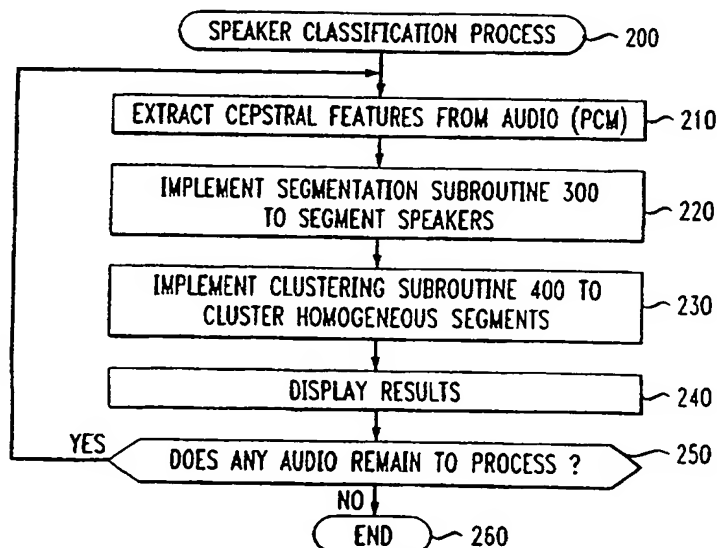 SPEAKER CLASSIFICATION PROCESS 200
EXTRACT CEPSTRAL FEATURES FROM AUDIO (PCM) 210
IMPLEMENT SEGMENTATION SUBROUTINE 300
TO SEGMENT SPEAKERS 220
IMPLEMENT CLUSTERING SUBROUTINE 400 TO
CLUSTER HOMOGENEOUS SEGMENTS 230
DISPLAY RESULTS 240
YES DOES ANY AUDIO REMAIN TO PROCESS ? 250
NO
END 260